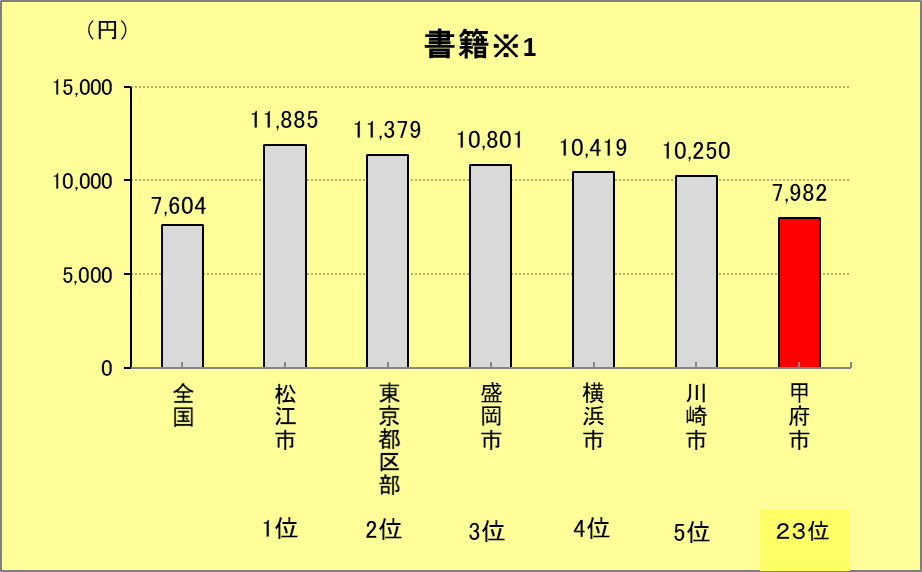 （円）
書籍※1
15,000
10,000
5,000
0
7,604
11,885
11,379
10,801
10,419
10,250
7,982
全国
松江市
東京都区部
盛岡市
横浜市
川崎市
甲府市
1位
2位
3位
4位
5位
２３位